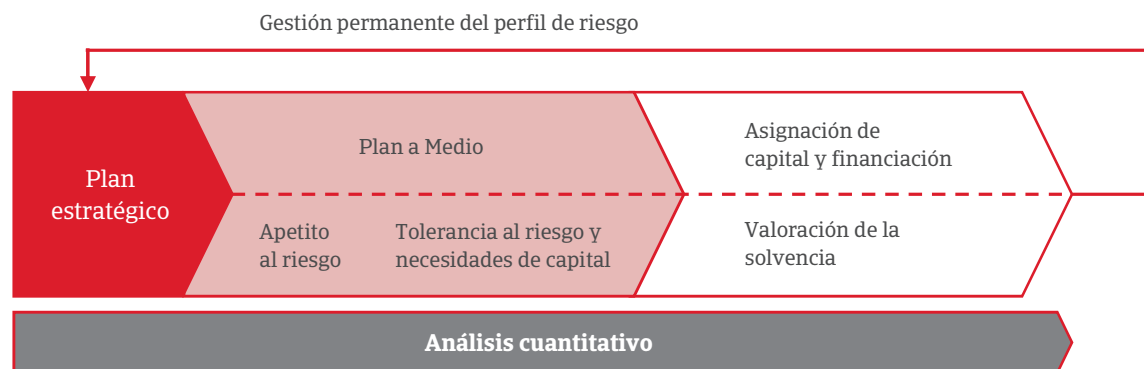 Gestión permanente del perfil de riesgo
Plan
estratégico
Plan a Medio
Apetito
al riesgo
Tolerancia al riesgo y
necesidades de capital
Asignación de
capital y financiación
Valoración de la
solvencia
Análisis cuantitativo